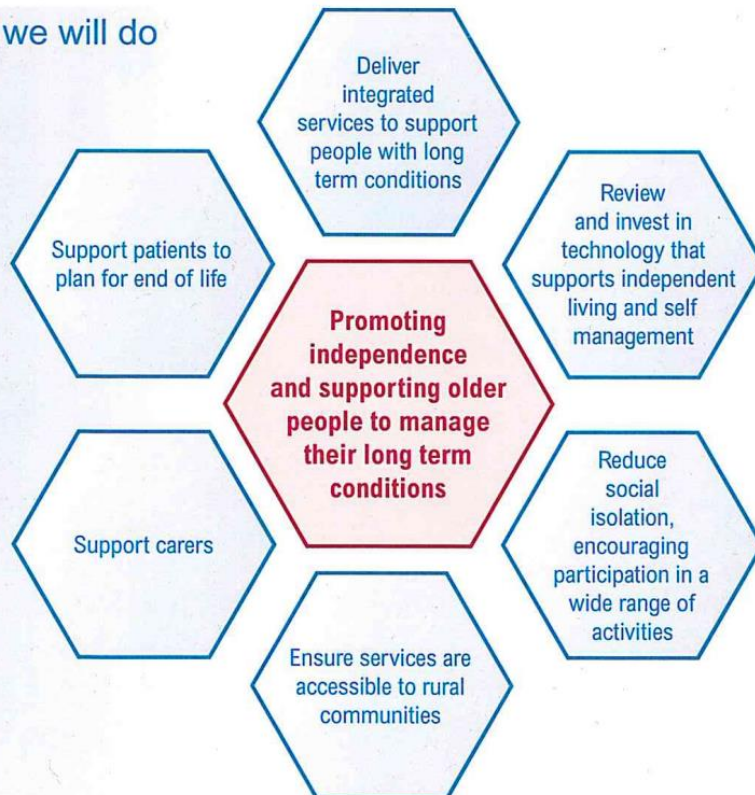 we will do
Deliver
integrated
services to support
people with long
term conditions
Review
and invest in
technology that
supports independent
living and self
management
Reduce
social
isolation,
encouraging
participation in a
wide range of
activities
Ensure services are
accessible to rural
communities
Support carers
Support patients to
plan for end of life
Promoting
independence
and supporting older
people to manage
their long term
conditions